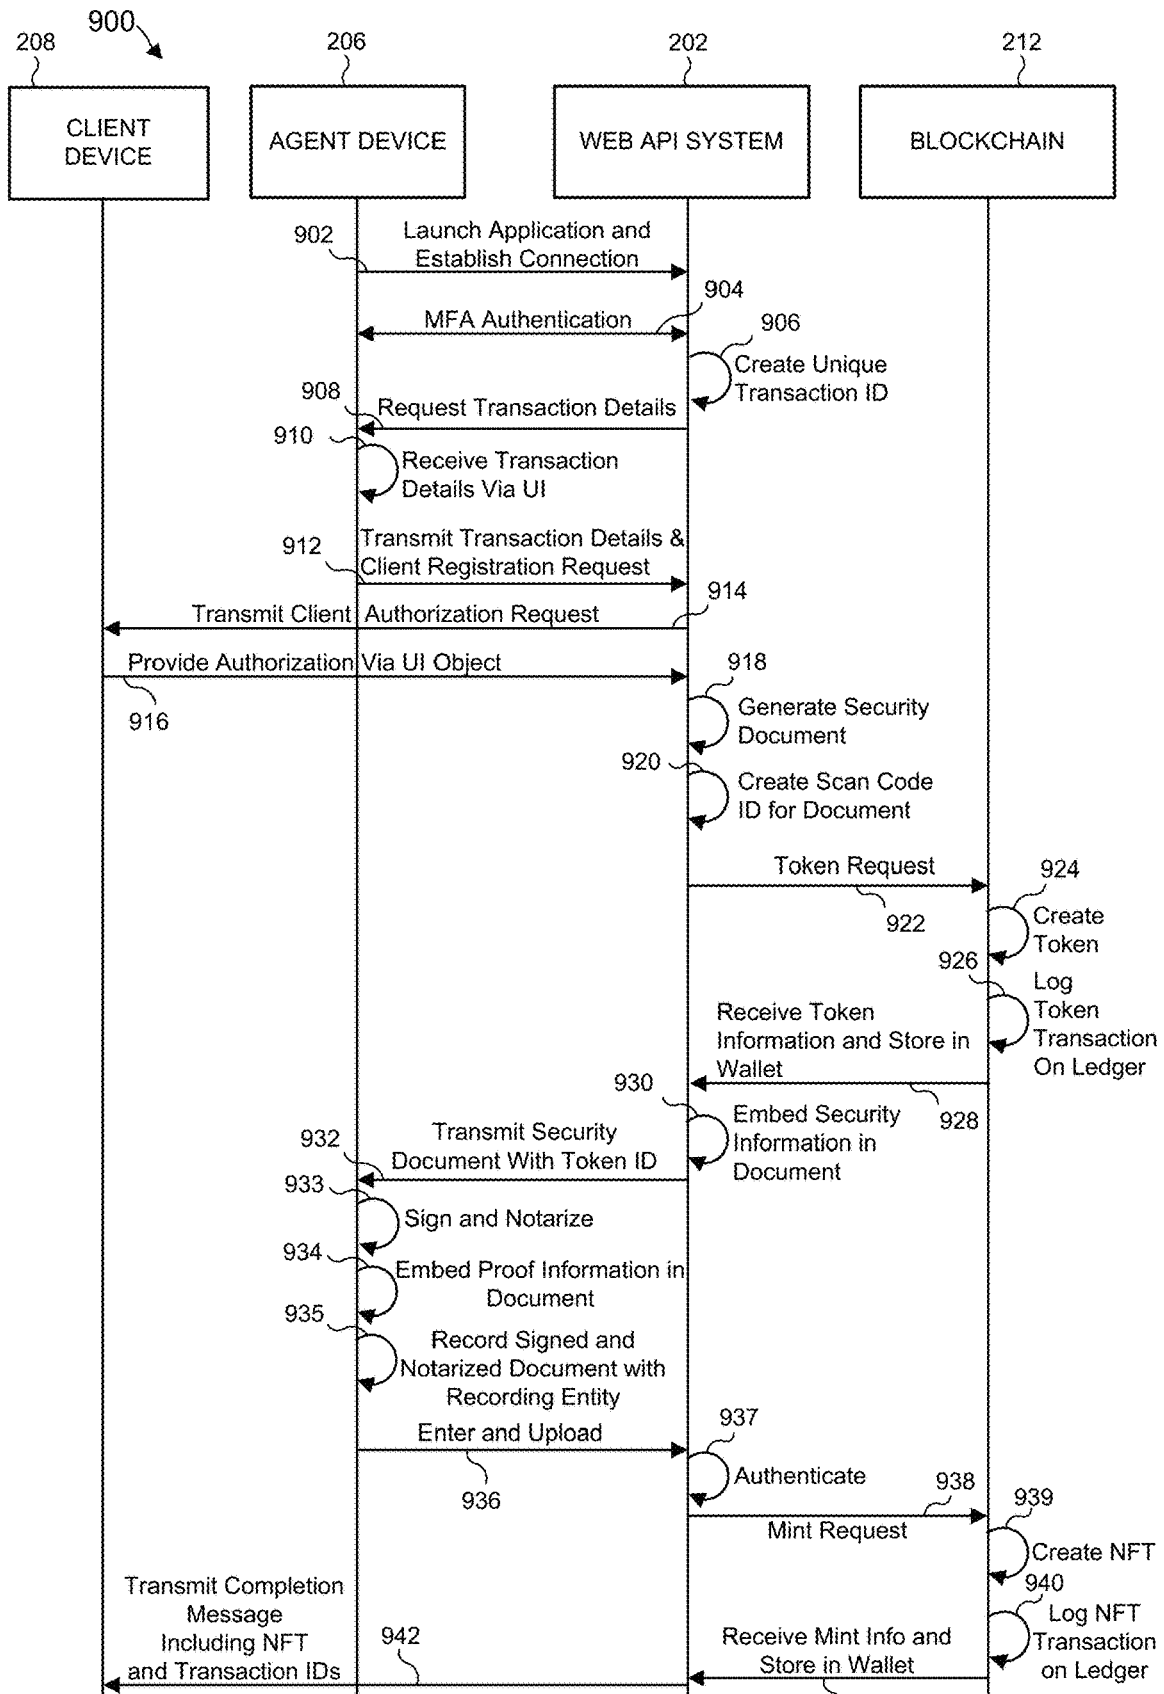 900
208
206
202
212
CLIENT
DEVICE
AGENT DEVICE
WEB API SYSTEM
BLOCKCHAIN
902
Launch Application and
Establish Connection
904
MFA Authentication
906
Create Unique
Transaction ID
908
Request Transaction Details
910
Receive Transaction
Details Via UI
912
Transmit Transaction Details &
Client Registration Request
914
Transmit Client Authorization Request
Provide Authorization Via UI Object
916
918
Generate Security
Document
920
Create Scan Code
ID for Document
Token Request
922
924
Create
Token
926
Log
Token
Transaction
On Ledger
Receive Token
Information and Store in
Wallet
928
930
Embed Security
Information in
Document
932
Transmit Security
Document With Token ID
933
Sign and Notarize
934
Embed Proof Information in
Document
935
Record Signed and
Notarized Document with
Recording Entity
Enter and Upload
936
937
Authenticate
938
Mint Request
939
Create NFT
940
Log NFT
Transaction
on Ledger
Receive Mint Info and
Store in Wallet
942
Transmit Completion
Message
Including NFT
and Transaction IDs